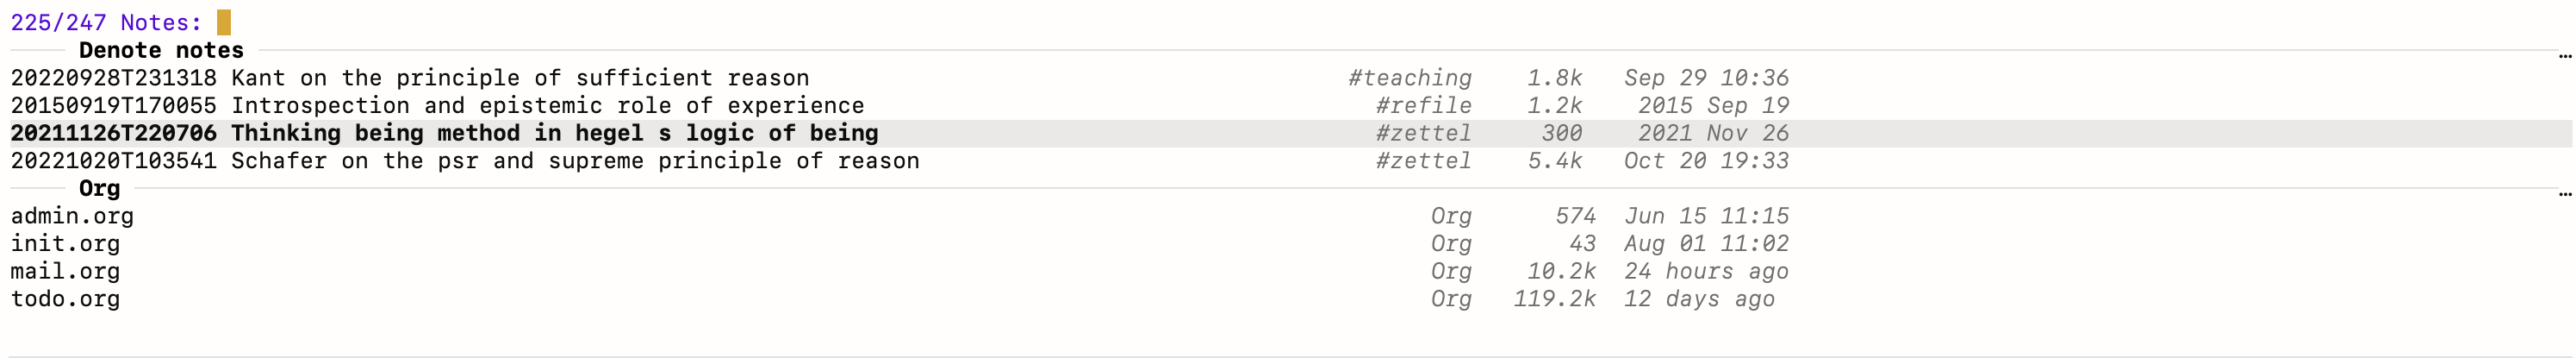 225/247 Notes:
Denote notes …
20220928T231318 Kant on the principle of sufficient reason #teaching 1.8k Sep 29 10:36
20150919T170055 Introspection and epistemic role of experience #refile 1.2k 2015 Sep 19
20211126T220706 Thinking being method in hegel s logic of being #zettel 300 2021 Nov 26
20221020T103541 Schafer on the psr and supreme principle of reason #zettel 5.4k Oct 20 19:33
Org …
admin.org Org 574 Jun 15 11:15
init.org Org 43 Aug 01 11:02
mail.org Org 10.2k 24 hours ago
todo.org Org 119.2k 12 days ago